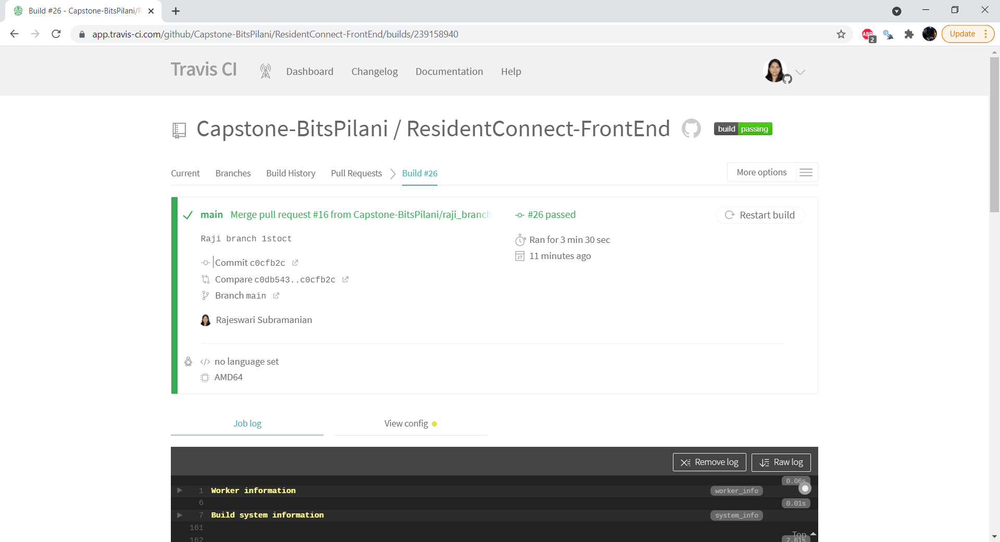 Build #26 - Capstone-BitsPilani/R
app.travis-ci.com/github/Capstone-BitsPilani/ResidentConnect-FrontEnd/builds/239158940
ABP
2
Update
Travis CI
Dashboard
Changelog
Documentation
Help
Capstone-BitsPilani / ResidentConnect-FrontEnd
build passing
Current
Branches
Build History
Pull Requests
Build #26
More options
main Merge pull request #16 from Capstone-BitsPilani/raji_branch
#26 passed
Restart build
Raji branch 1stoct
Ran for 3 min 30 sec
11 minutes ago
Commit c0cfb2c
Compare c0db543..c0cfb2c
Branch main
Rajeswari Subramanian
</> no language set
AMD64
Job log
View config
Remove log
Raw log
0.06s
1 Worker information worker_info
6
0.01s
7 Build system information system_info
161
Top
162
2.61s